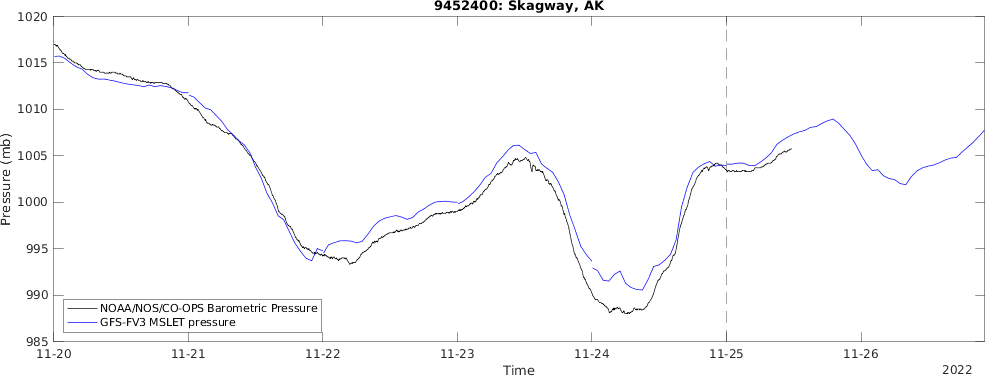 9452400: Skagway, AK
1020
1015
1010
1005
1000
995
990
985
Pressure (mb)
NOAA/NOS/CO-OPS Barometric Pressure
GFS-FV3 MSLET pressure
11-20 11-21 11-22 11-23 11-24 11-25 11-26
Time
2022